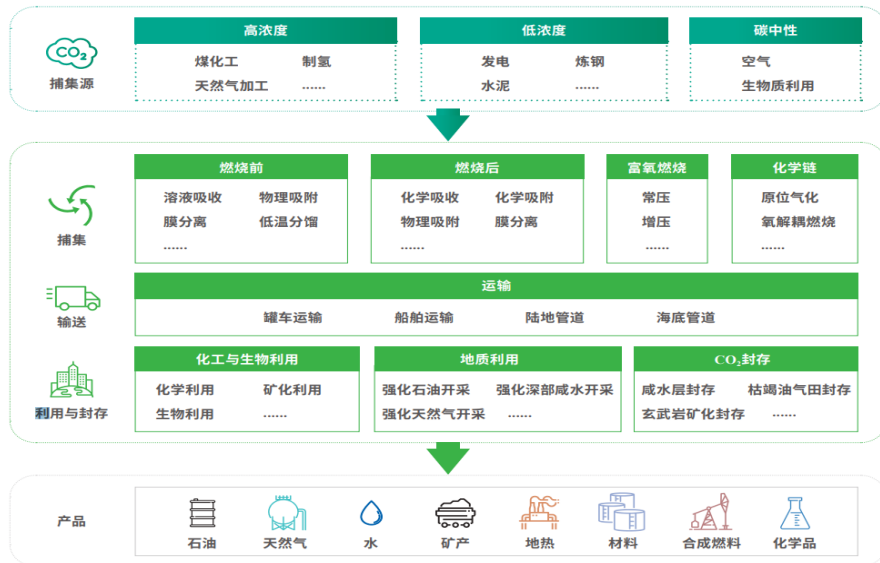 高浓度
低浓度
碳中性
CO₂
捕集源
煤化工 制氢
天然气加工 ……
发电 炼钢
水泥 ……
空气
生物质利用
捕集
燃烧前
溶液吸收 物理吸附
膜分离 低温分馏
……
燃烧后
化学吸收 化学吸附
物理吸附 膜分离
……
富氧燃烧
常压
增压
……
化学链
原位气化
氧解耦燃烧
……
输送
运输
罐车运输 船舶运输 陆地管道 海底管道
利用与封存
化工与生物利用
化学利用 矿化利用
生物利用 ……
地质利用
强化石油开采 强化深部咸水开采
强化天然气开采 ……
CO₂封存
咸水层封存 枯竭油气田封存
玄武岩矿化封存 ……
产品
石油 天然气 水 矿产 地热 材料 合成燃料 化学品